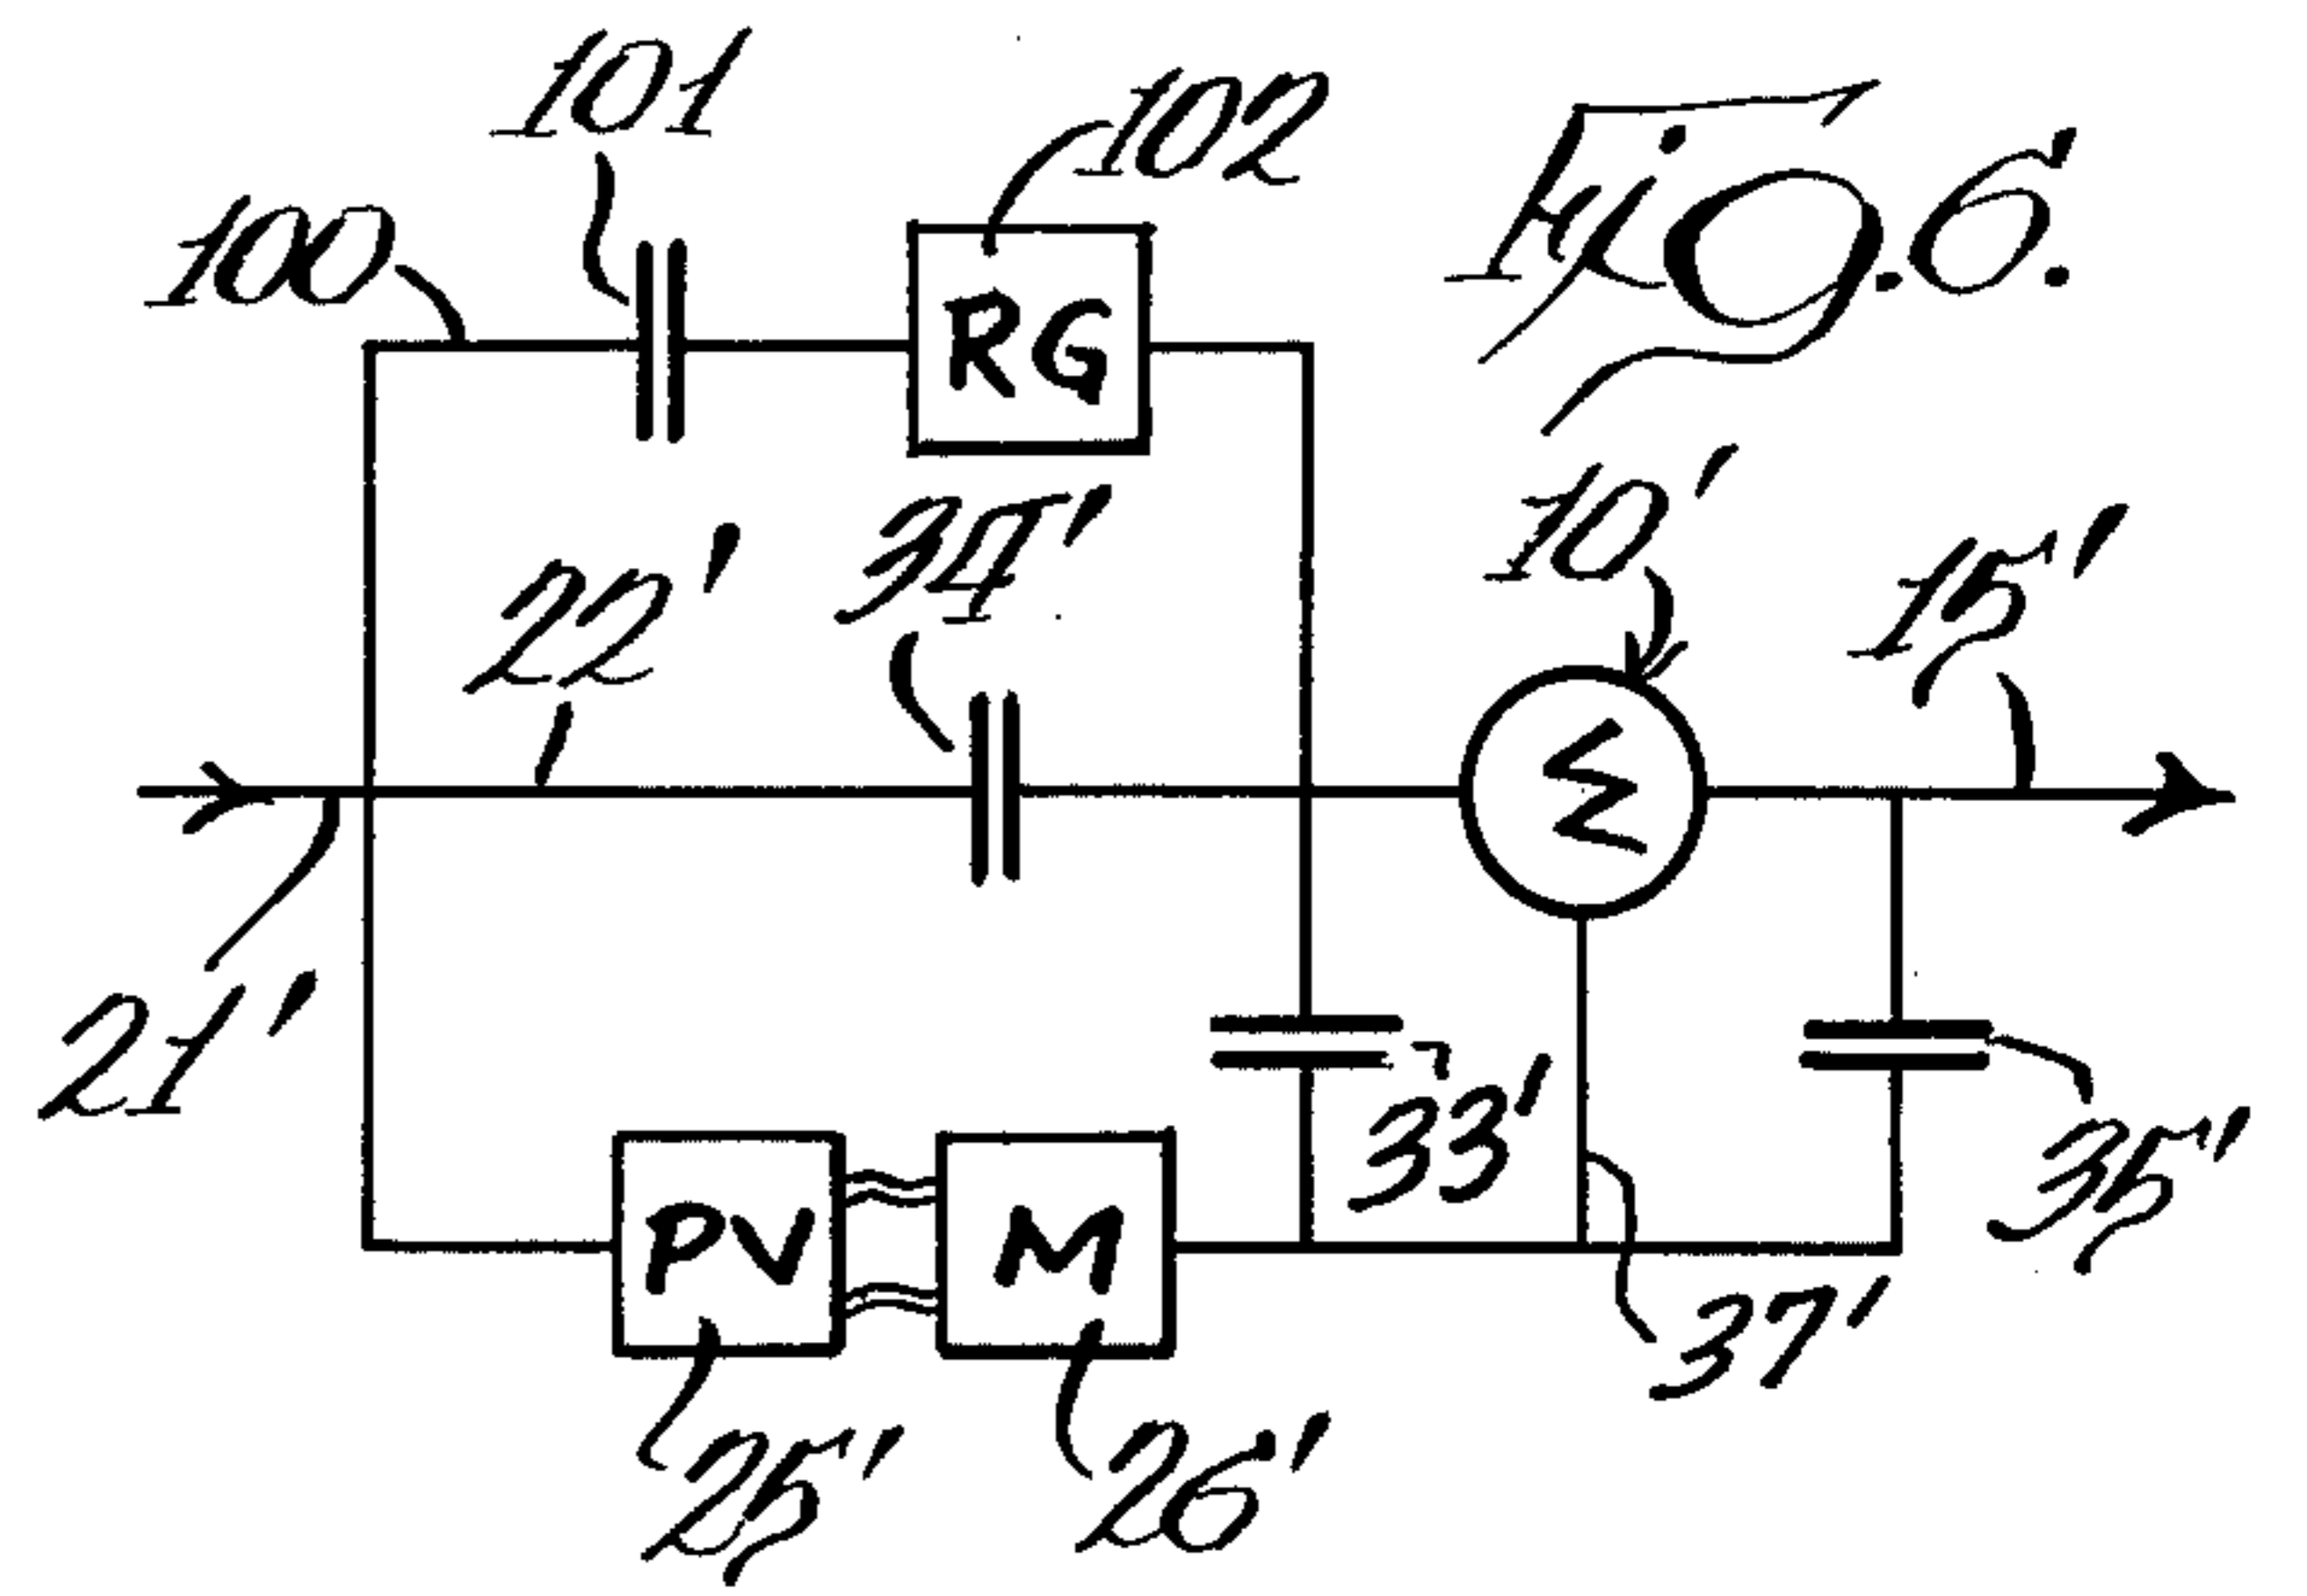 101
102
Fig. 6.
100
RG
10'
34'
15'
22'
Σ
21'
33'
35'
PV
M
37'
25'
26'